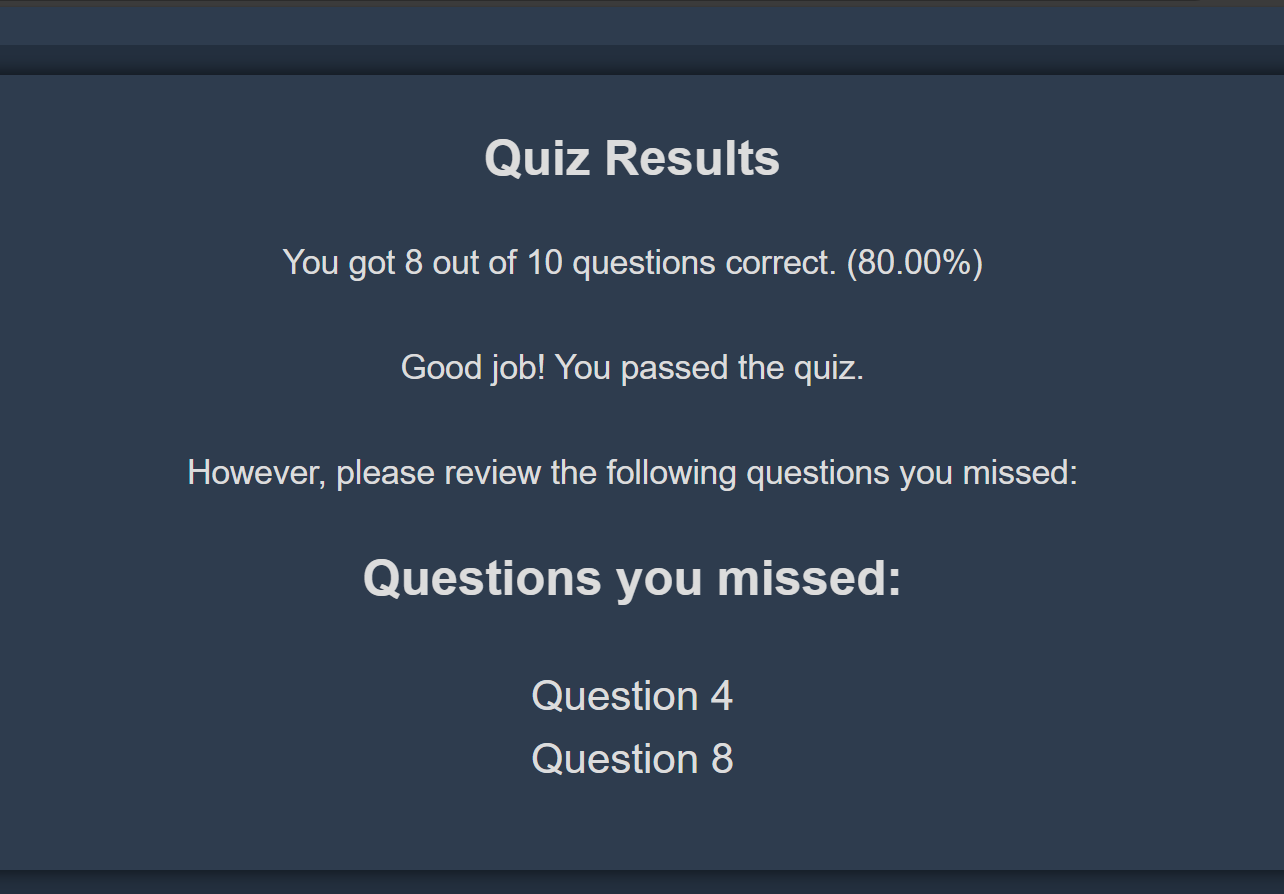 Quiz Results
You got 8 out of 10 questions correct. (80.00%)
Good job! You passed the quiz.
However, please review the following questions you missed:
Questions you missed:
Question 4
Question 8